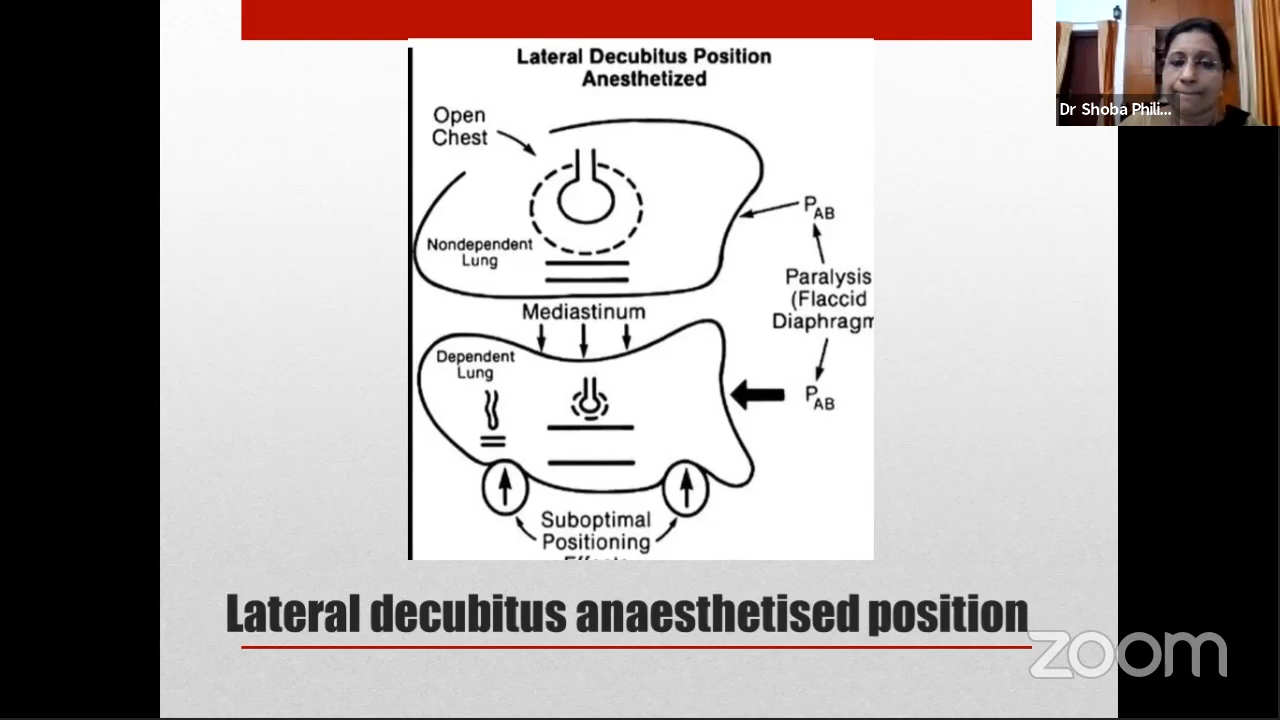 Lateral Decubitus Position
Anesthetized
Open
Chest
Nondependent
Lung
PAB
Paralysis
(Flaccid
Diaphragm
Mediastinum
Dependent
Lung
PAB
Suboptimal
Positioning
Lateral decubitus anaesthetised position
Dr Shoba Phili...
zoom